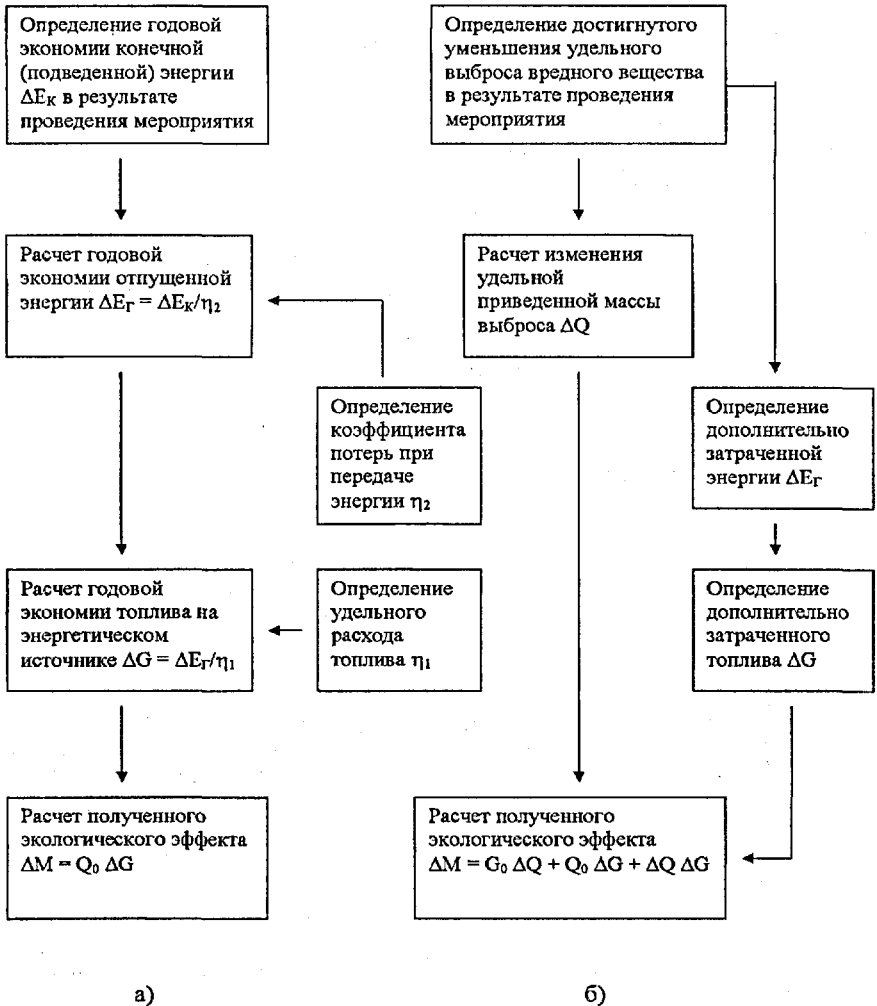 Определение годовой
экономии конечной
(подведенной) энергии
ΔEК в результате
проведения мероприятия
Расчет годовой
экономии отпущенной
энергии ΔEГ = ΔEК/η2
Определение
коэффициента
потерь при
передаче
энергии η2
Расчет годовой
экономии топлива на
энергетическом
источнике ΔG = ΔEГ/η1
Определение
удельного
расхода
топлива η1
Расчет полученного
экологического эффекта
ΔM = Q0 ΔG
а)
Определение достигнутого
уменьшения удельного
выброса вредного вещества
в результате проведения
мероприятия
Расчет изменения
удельной
приведенной массы
выброса ΔQ
Определение
дополнительно
затраченной
энергии ΔEГ
Определение
дополнительно
затраченного
топлива ΔG
Расчет полученного
экологического эффекта
ΔM = G0 ΔQ + Q0 ΔG + ΔQ ΔG
б)